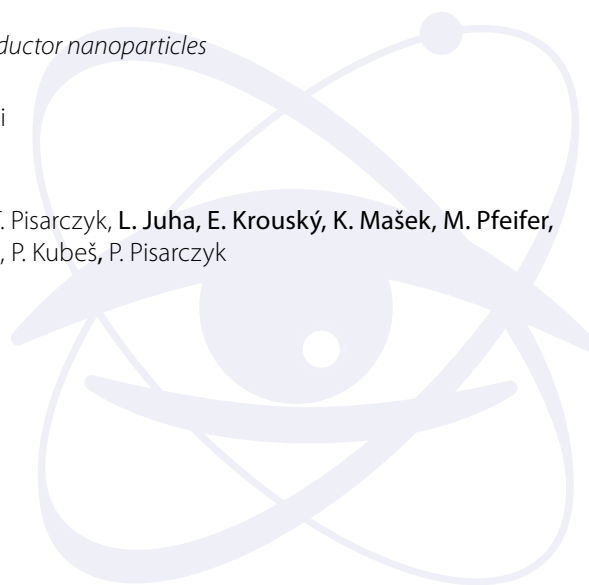 ductor nanoparticles
i
. Pisarczyk, L. Juha, E. Krouský, K. Mašek, M. Pfeifer,
, P. Kubeš, P. Pisarczyk